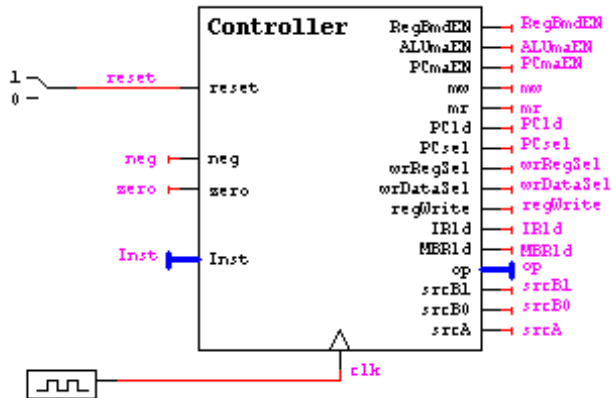 Controller
RegBmdEN RegBmdEN
ALUmaEN ALUmaEN
PCmaEN PCmaEN
1 reset reset mw mw
0 mr mr
PCld PCld
PCsel PCsel
neg neg wrRegSel wrRegSel
zero zero wrDataSel wrDataSel
regWrite regWrite
IRld IRld
MBRld MBRld
Inst Inst op op
srcB1 srcB1
srcB0 srcB0
srcA srcA
clk